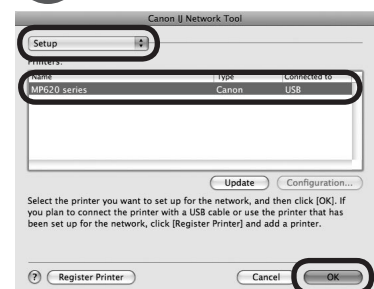 Canon IJ Network Tool
Setup
Printers:
Name Type Connected to
MP620 series Canon USB
Update Configuration...
Select the printer you want to set up for the network, and then click [OK]. If
you plan to connect the printer with a USB cable or use the printer that has
been set up for the network, click [Register Printer] and add a printer.
? Register Printer Cancel OK